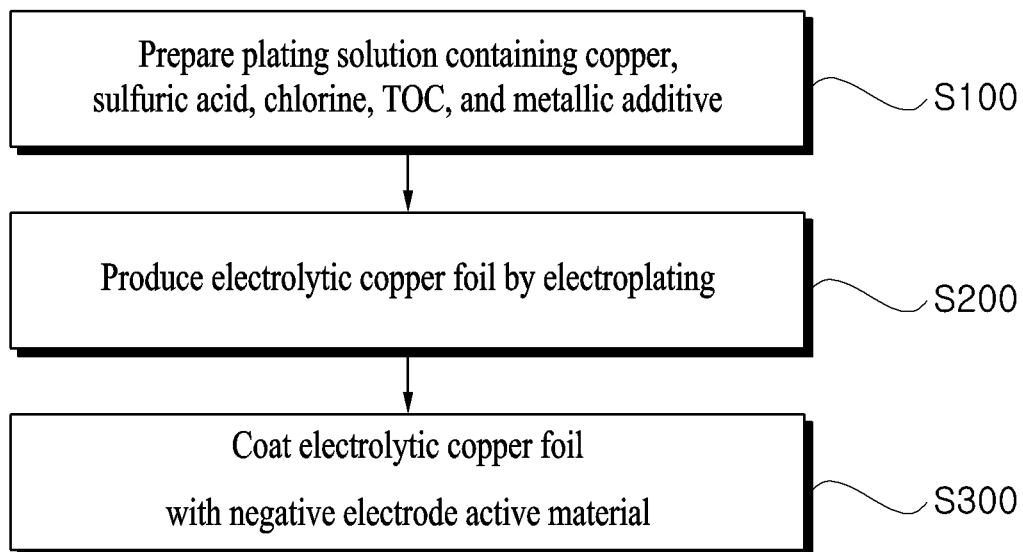 Prepare plating solution containing copper,
sulfuric acid, chlorine, TOC, and metallic additive
S100
Produce electrolytic copper foil by electroplating
S200
Coat electrolytic copper foil
with negative electrode active material
S300